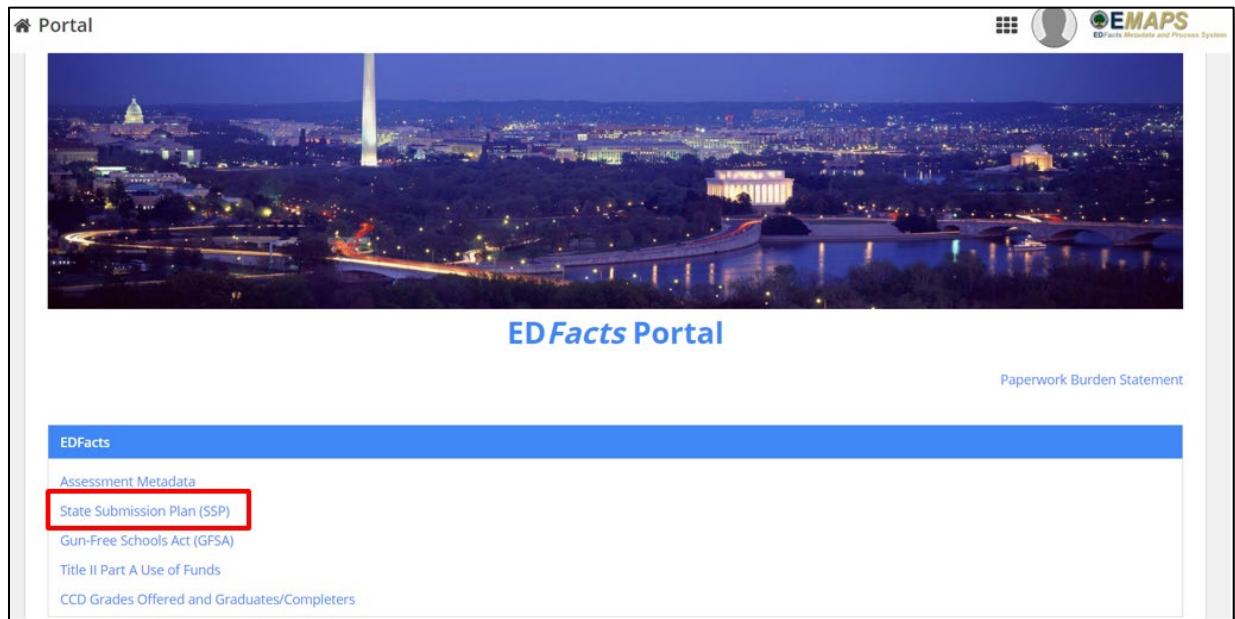 Portal
EMAPS
EDFacts Metadata and Process System
EDFacts Portal
Paperwork Burden Statement
EDFacts
Assessment Metadata
State Submission Plan (SSP)
Gun-Free Schools Act (GFSA)
Title II Part A Use of Funds
CCD Grades Offered and Graduates/Completers